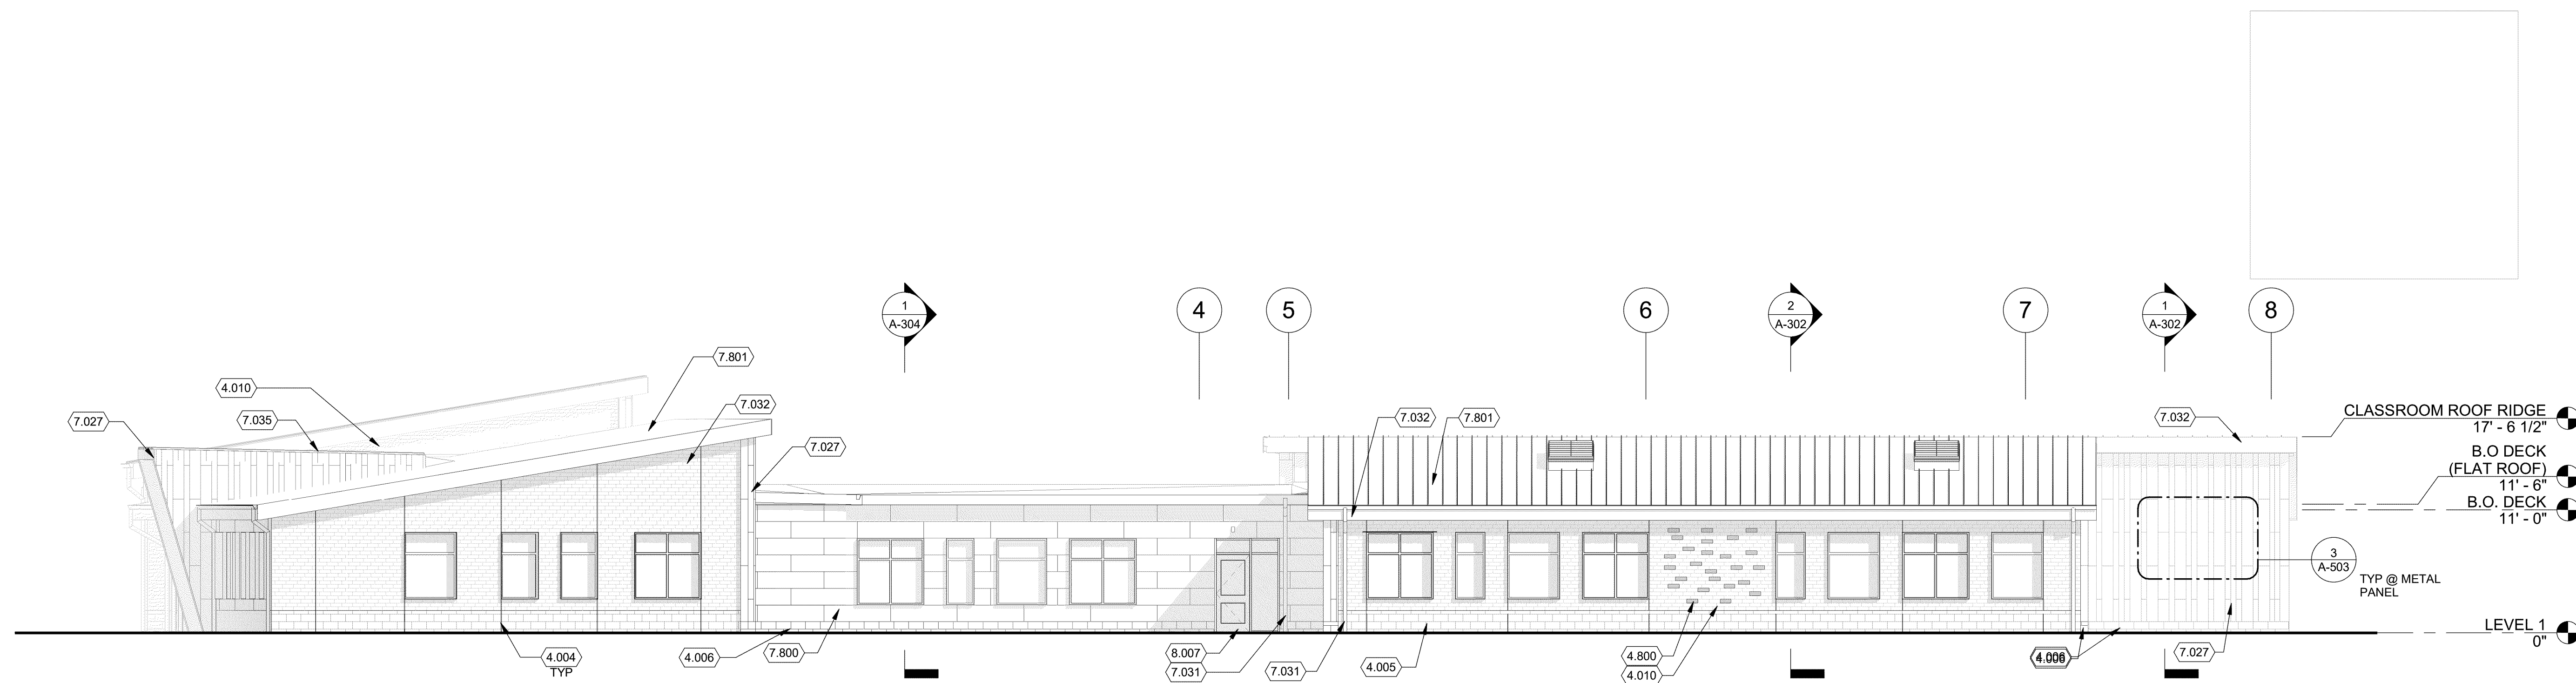 1
A-304
4
5
6
2
A-302
7
1
A-302
8
7.801
4.010
7.032
7.027
7.035
7.027
7.032
7.801
7.032
CLASSROOM ROOF RIDGE
17' - 6 1/2"
B.O DECK
(FLAT ROOF)
11' - 6"
B.O. DECK
11' - 0"
3
A-503
TYP @ METAL
PANEL
LEVEL 1
0"
4.004
TYP
4.006
7.800
8.007
7.031
7.031
4.005
4.800
4.010
4.006
7.027